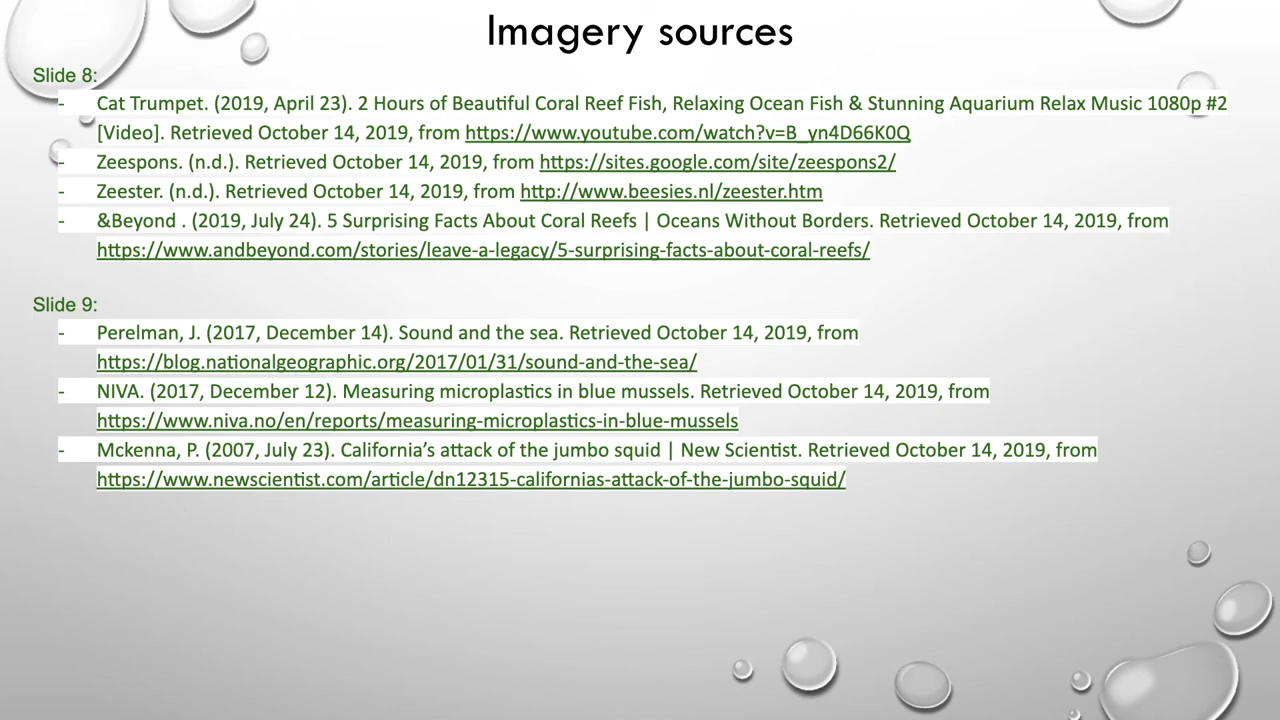 Imagery sources
Slide 8:
- Cat Trumpet. (2019, April 23). 2 Hours of Beautiful Coral Reef Fish, Relaxing Ocean Fish & Stunning Aquarium Relax Music 1080p #2
[Video]. Retrieved October 14, 2019, from https://www.youtube.com/watch?v=B_yn4D66K0Q
- Zeespons. (n.d.). Retrieved October 14, 2019, from https://sites.google.com/site/zeespons2/
- Zeester. (n.d.). Retrieved October 14, 2019, from http://www.beesies.nl/zeester.htm
- &Beyond . (2019, July 24). 5 Surprising Facts About Coral Reefs | Oceans Without Borders. Retrieved October 14, 2019, from
https://www.andbeyond.com/stories/leave-a-legacy/5-surprising-facts-about-coral-reefs/
Slide 9:
- Perelman, J. (2017, December 14). Sound and the sea. Retrieved October 14, 2019, from
https://blog.nationalgeographic.org/2017/01/31/sound-and-the-sea/
- NIVA. (2017, December 12). Measuring microplastics in blue mussels. Retrieved October 14, 2019, from
https://www.niva.no/en/reports/measuring-microplastics-in-blue-mussels
- Mckenna, P. (2007, July 23). California’s attack of the jumbo squid | New Scientist. Retrieved October 14, 2019, from
https://www.newscientist.com/article/dn12315-californias-attack-of-the-jumbo-squid/